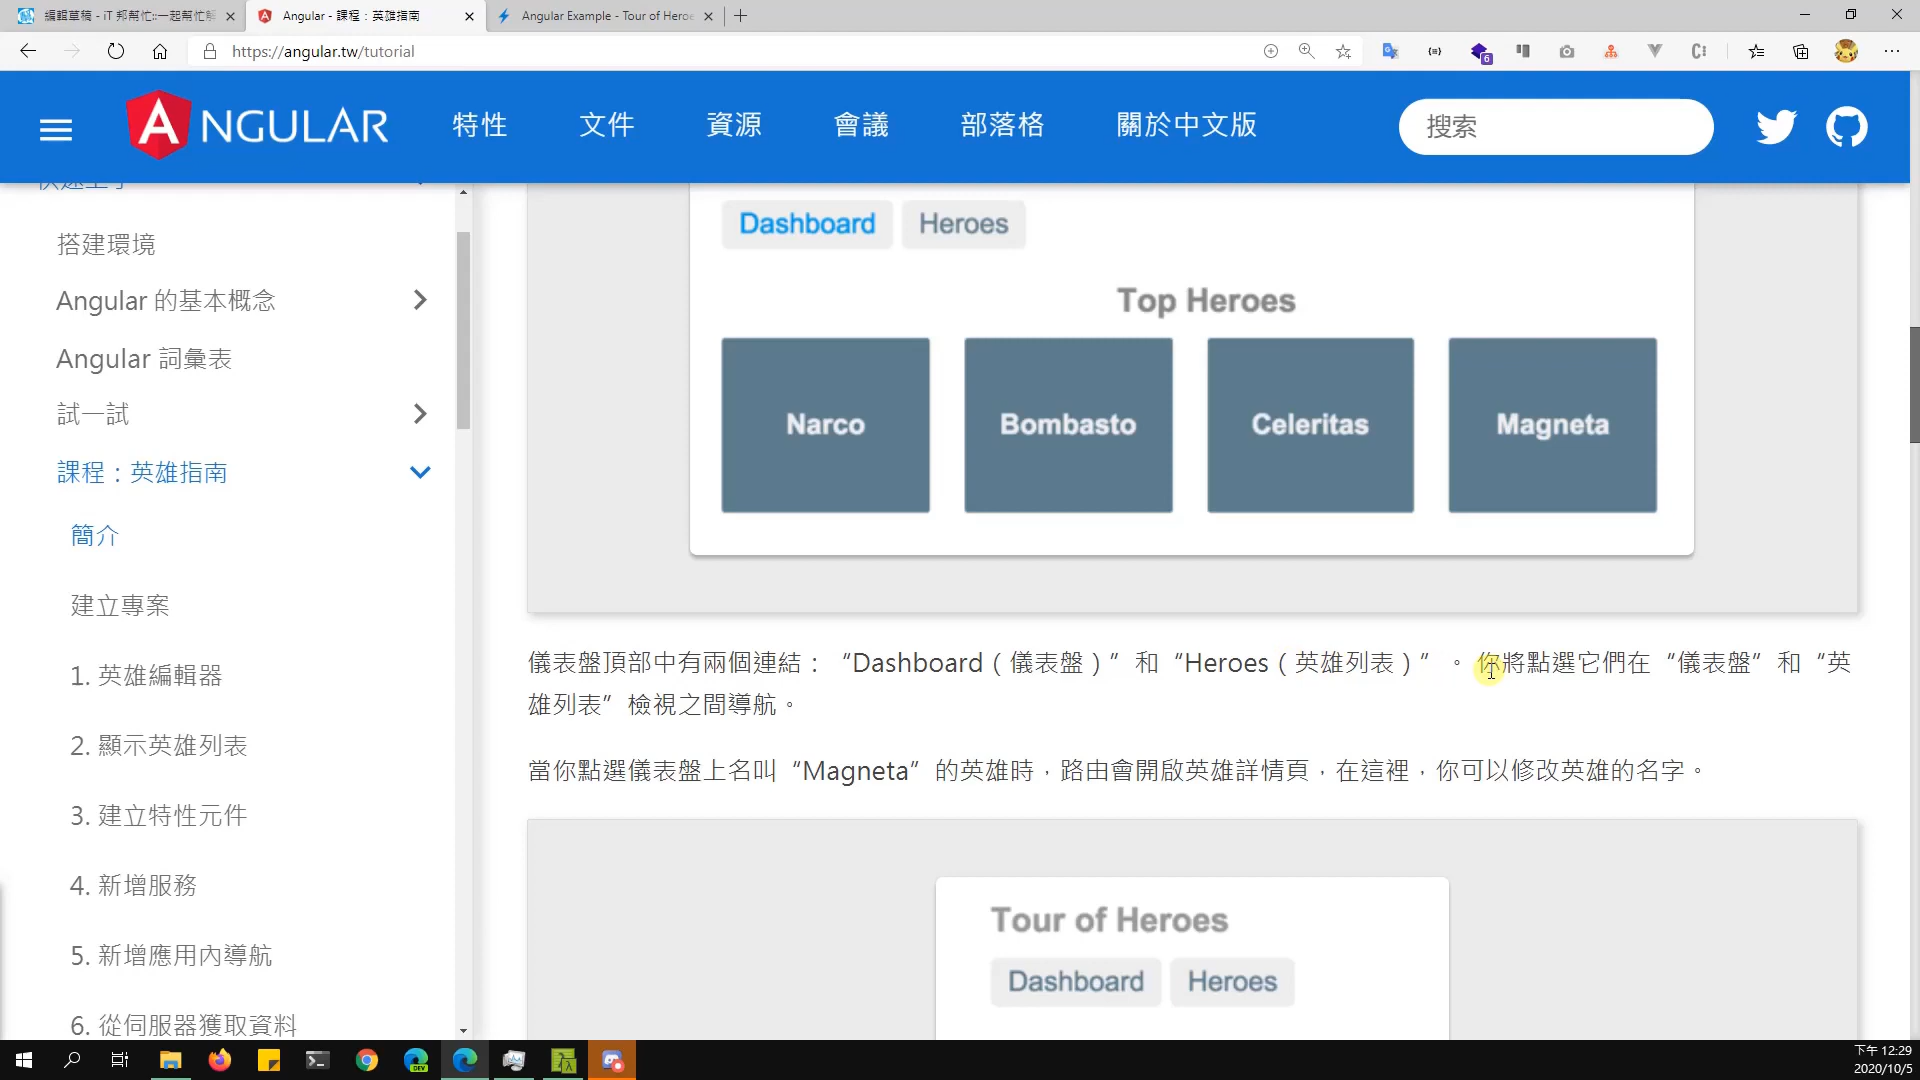 編輯草稿 - iT 邦幫忙::一起幫忙解
Angular - 課程：英雄指南
Angular Example - Tour of Heroe
https://angular.tw/tutorial
6
ANGULAR
特性
文件
資源
會議
部落格
關於中文版
搜索
快速上手
搭建環境
Angular 的基本概念
Angular 詞彙表
試一試
課程：英雄指南
簡介
建立專案
1. 英雄編輯器
2. 顯示英雄列表
3. 建立特性元件
4. 新增服務
5. 新增應用內導航
6. 從伺服器獲取資料
Dashboard
Heroes
Top Heroes
Narco
Bombasto
Celeritas
Magneta
儀表盤頂部中有兩個連結：“Dashboard（儀表盤）”和“Heroes（英雄列表）”。 你將點選它們在“儀表盤”和“英
雄列表”檢視之間導航。
當你點選儀表盤上名叫“Magneta”的英雄時，路由會開啟英雄詳情頁，在這裡，你可以修改英雄的名字。
Tour of Heroes
Dashboard
Heroes
DEV
下午 12:29
2020/10/5